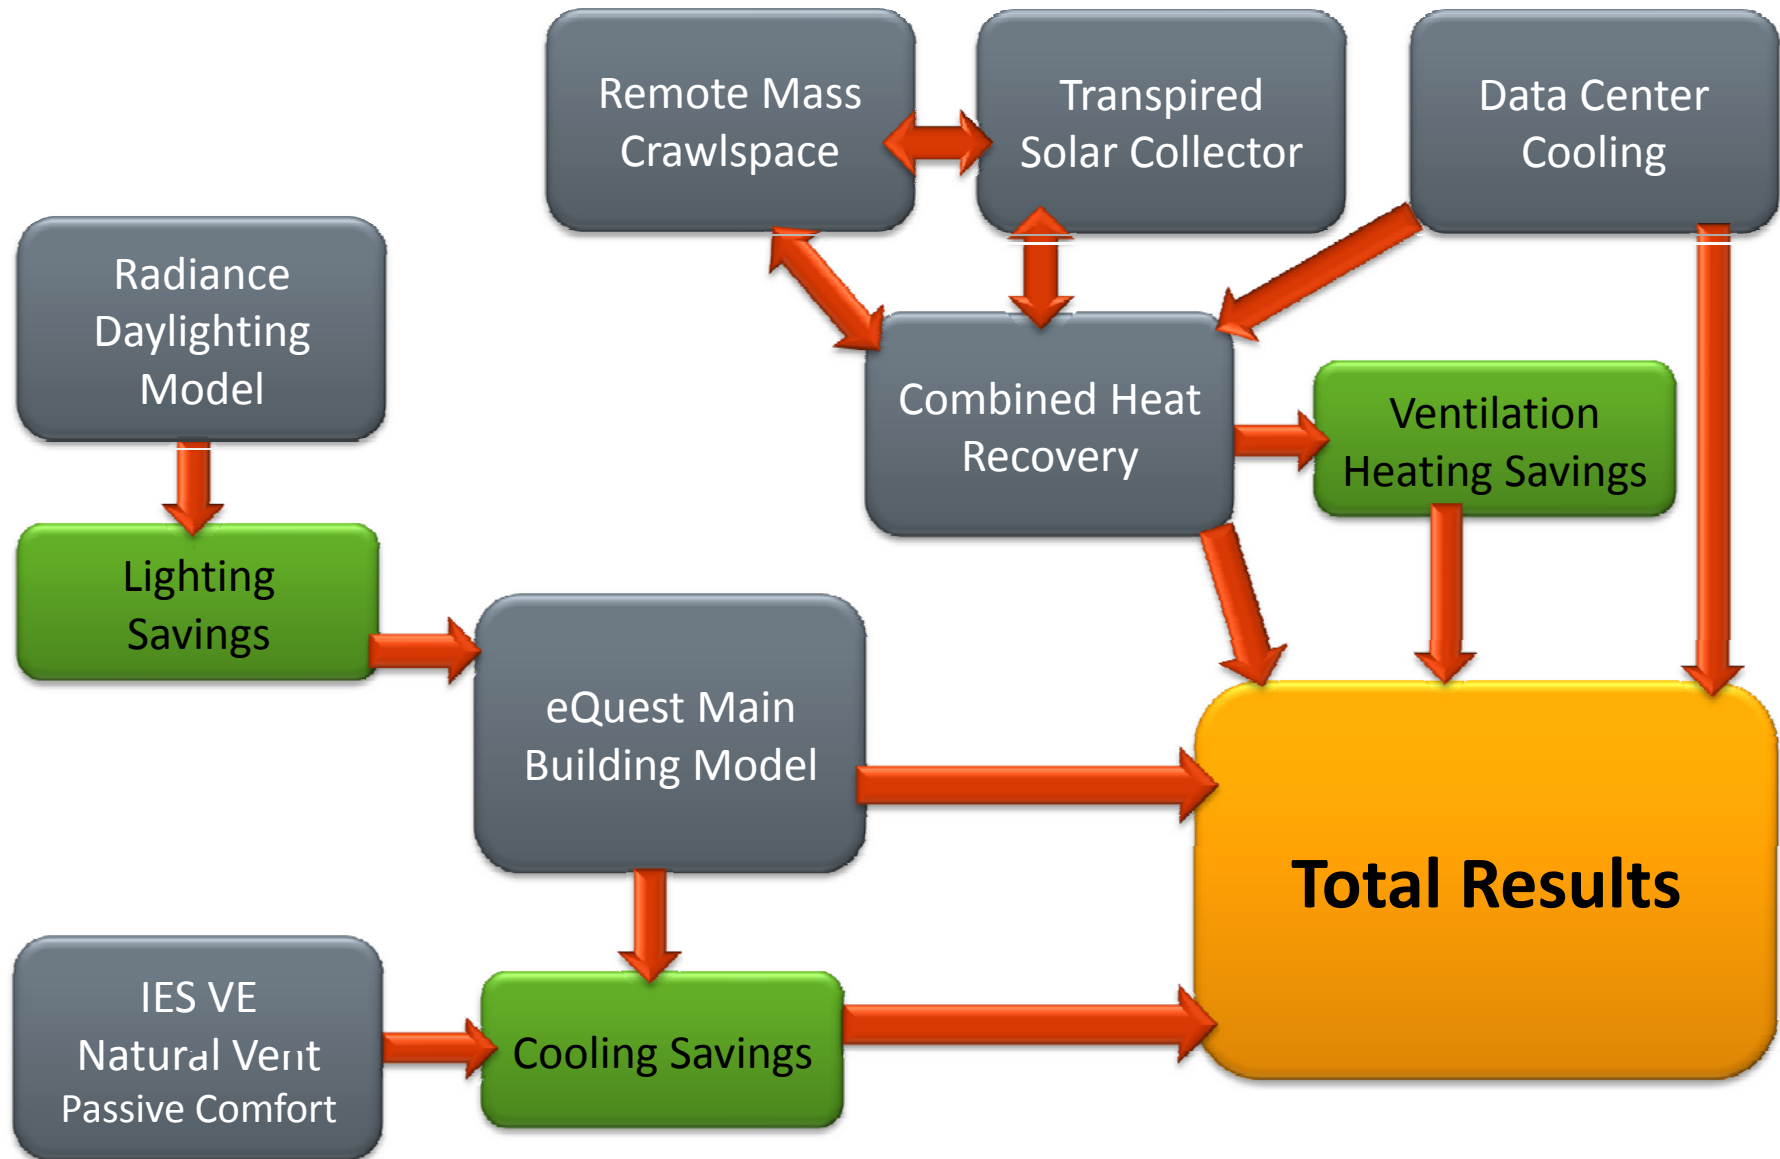 Remote Mass
Crawlspace
Transpired
Solar Collector
Data Center
Cooling
Radiance
Daylighting
Model
Combined Heat
Recovery
Ventilation
Heating Savings
Lighting
Savings
eQuest Main
Building Model
Total Results
IES VE
Natural Vent
Passive Comfort
Cooling Savings